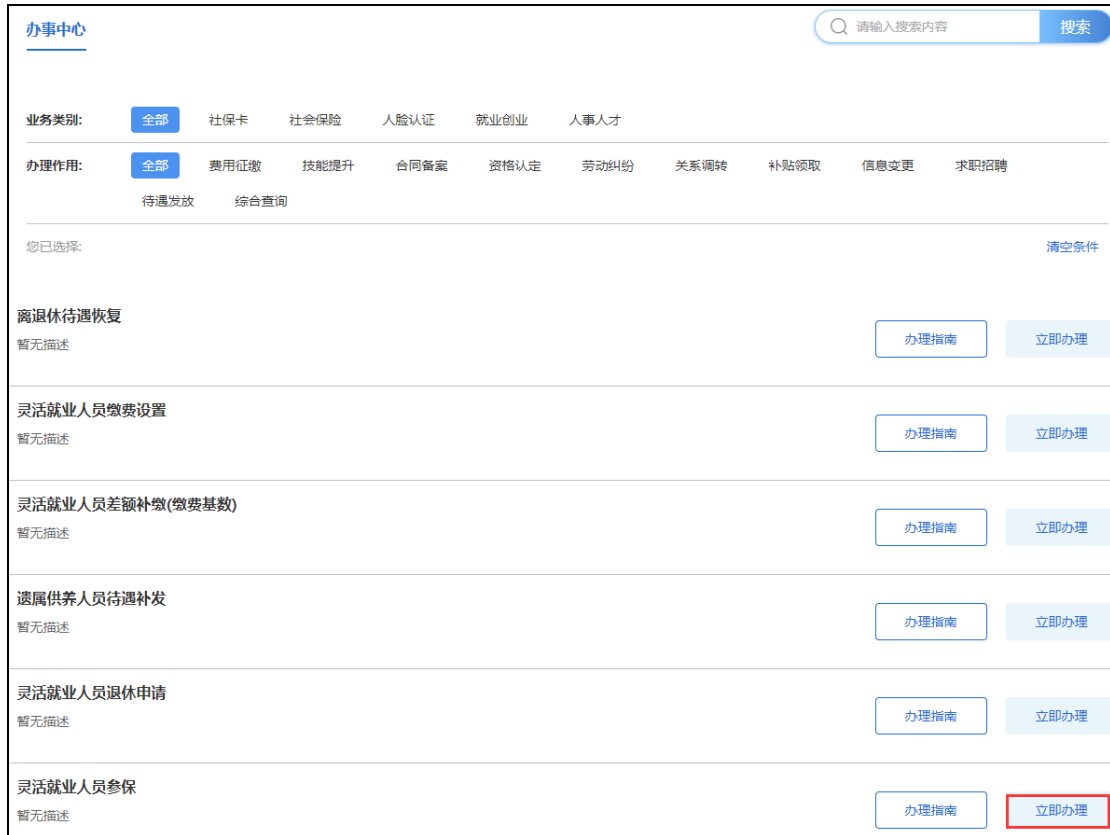 办事中心
请输入搜索内容 搜索
业务类别: 全部 社保卡 社会保险 人脸认证 就业创业 人事人才
办理作用: 全部 费用征缴 技能提升 合同备案 资格认定 劳动纠纷 关系调转 补贴领取 信息变更 求职招聘
待遇发放 综合查询
您已选择: 清空条件
离退休待遇恢复
暂无描述
办理指南 立即办理
灵活就业人员缴费设置
暂无描述
办理指南 立即办理
灵活就业人员差额补缴(缴费基数)
暂无描述
办理指南 立即办理
遗属供养人员待遇补发
暂无描述
办理指南 立即办理
灵活就业人员退休申请
暂无描述
办理指南 立即办理
灵活就业人员参保
暂无描述
办理指南 立即办理